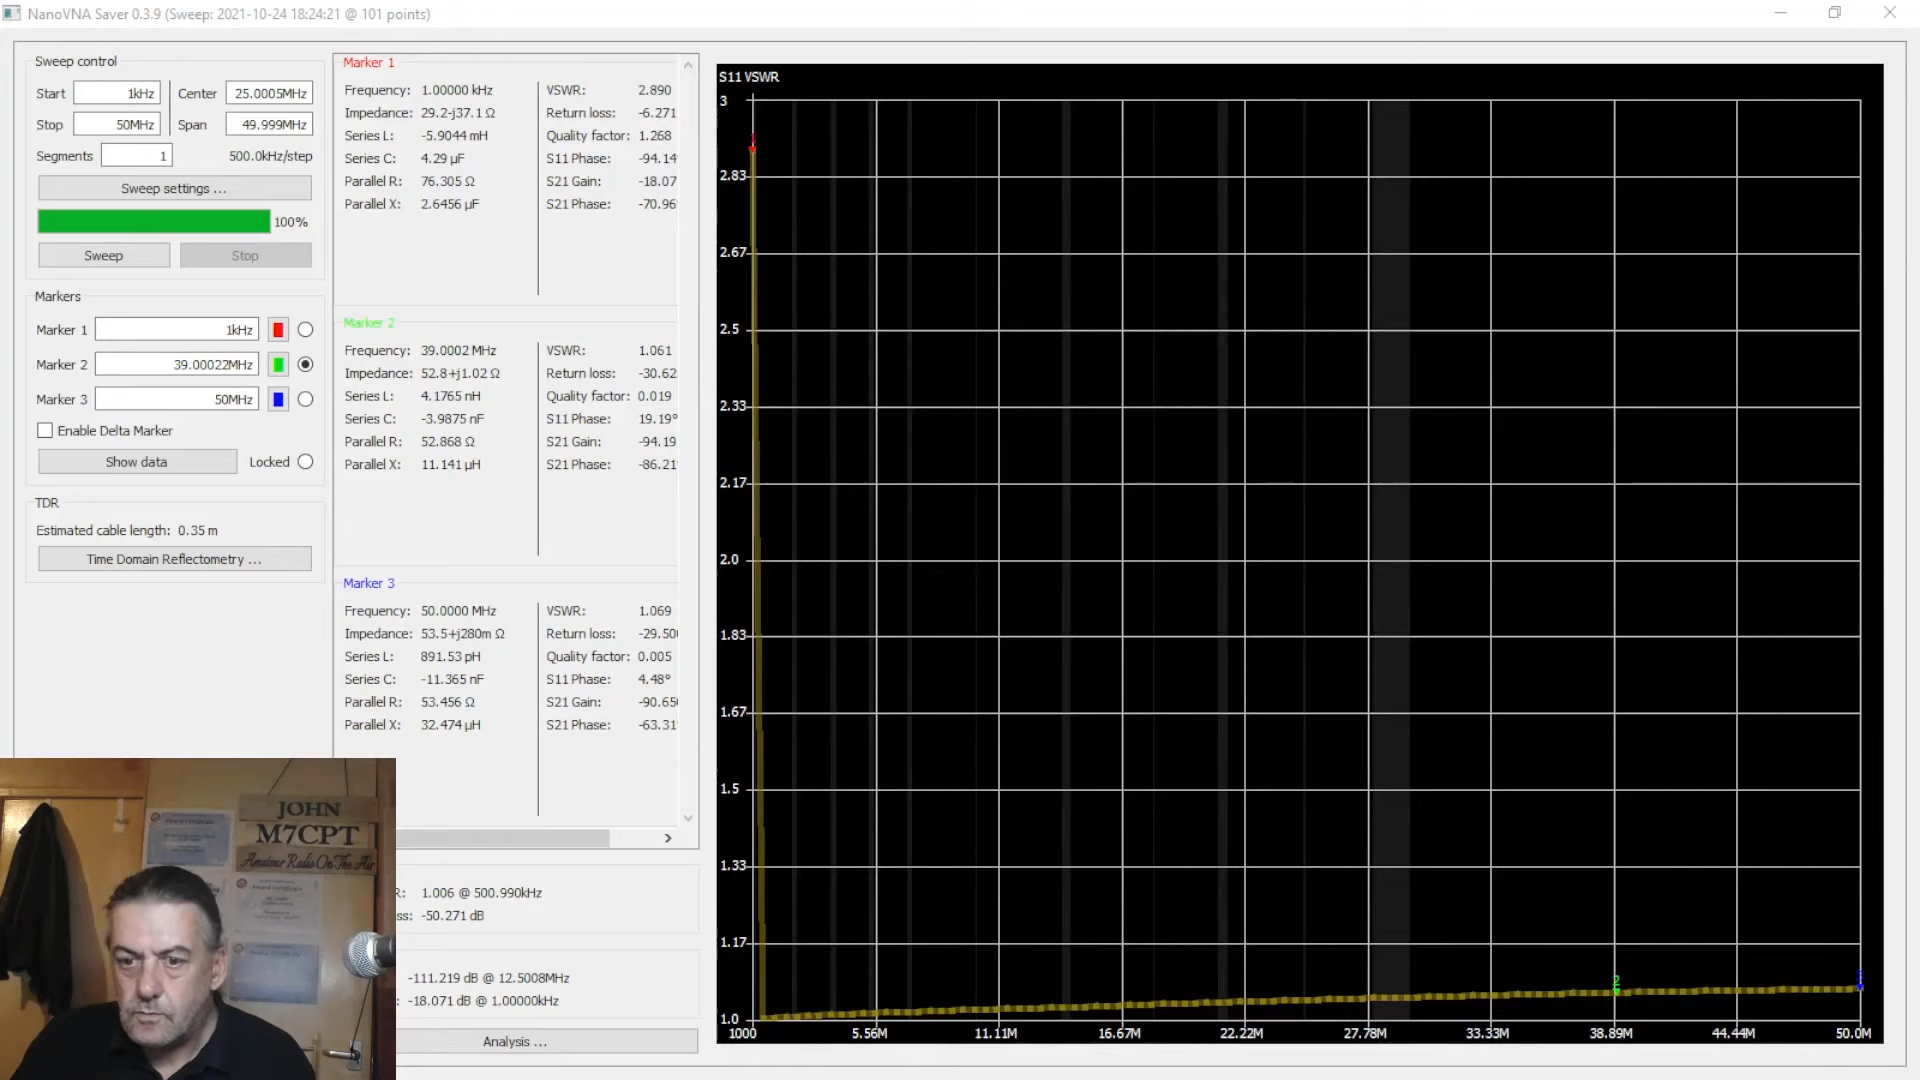 NanoVNA Saver 0.3.9 (Sweep: 2021-10-24 18:24:21 @ 101 points)
Sweep control
Start 1kHz Center 25.0005MHz
Stop 50MHz Span 49.999MHz
Segments 1 500.0kHz/step
Sweep settings ...
100%
Sweep Stop
Markers
Marker 1 1kHz
Marker 2 39.00022MHz
Marker 3 50MHz
Enable Delta Marker
Show data Locked
TDR
Estimated cable length: 0.35 m
Time Domain Reflectometry ...
Marker 1
Frequency: 1.00000 kHz VSWR: 2.890
Impedance: 29.2-j37.1 Ω Return loss: -6.271
Series L: -5.9044 mH Quality factor: 1.268
Series C: 4.29 µF S11 Phase: -94.14°
Parallel R: 76.305 Ω S21 Gain: -18.07
Parallel X: 2.6456 µF S21 Phase: -70.96°
Marker 2
Frequency: 39.0002 MHz VSWR: 1.061
Impedance: 52.8+j1.02 Ω Return loss: -30.62
Series L: 4.1765 nH Quality factor: 0.019
Series C: -3.9875 nF S11 Phase: 19.19°
Parallel R: 52.868 Ω S21 Gain: -94.19
Parallel X: 11.141 µH S21 Phase: -86.21°
Marker 3
Frequency: 50.0000 MHz VSWR: 1.069
Impedance: 53.5+j280m Ω Return loss: -29.50
Series L: 891.53 pH Quality factor: 0.005
Series C: -11.365 nF S11 Phase: 4.48°
Parallel R: 53.456 Ω S21 Gain: -90.65
Parallel X: 32.474 µH S21 Phase: -63.31°
R: 1.006 @ 500.990kHz
ss: -50.271 dB
-111.219 dB @ 12.5008MHz
: -18.071 dB @ 1.00000kHz
Analysis ...
S11 VSWR
3
2.83
2.67
2.5
2.33
2.17
2.0
1.83
1.67
1.5
1.33
1.17
1.0
2
1000 5.56M 11.11M 16.67M 22.22M 27.78M 33.33M 38.89M 44.44M 50.0M
JOHN
M7CPT
Amateur Radio On The Air
Award Certificate